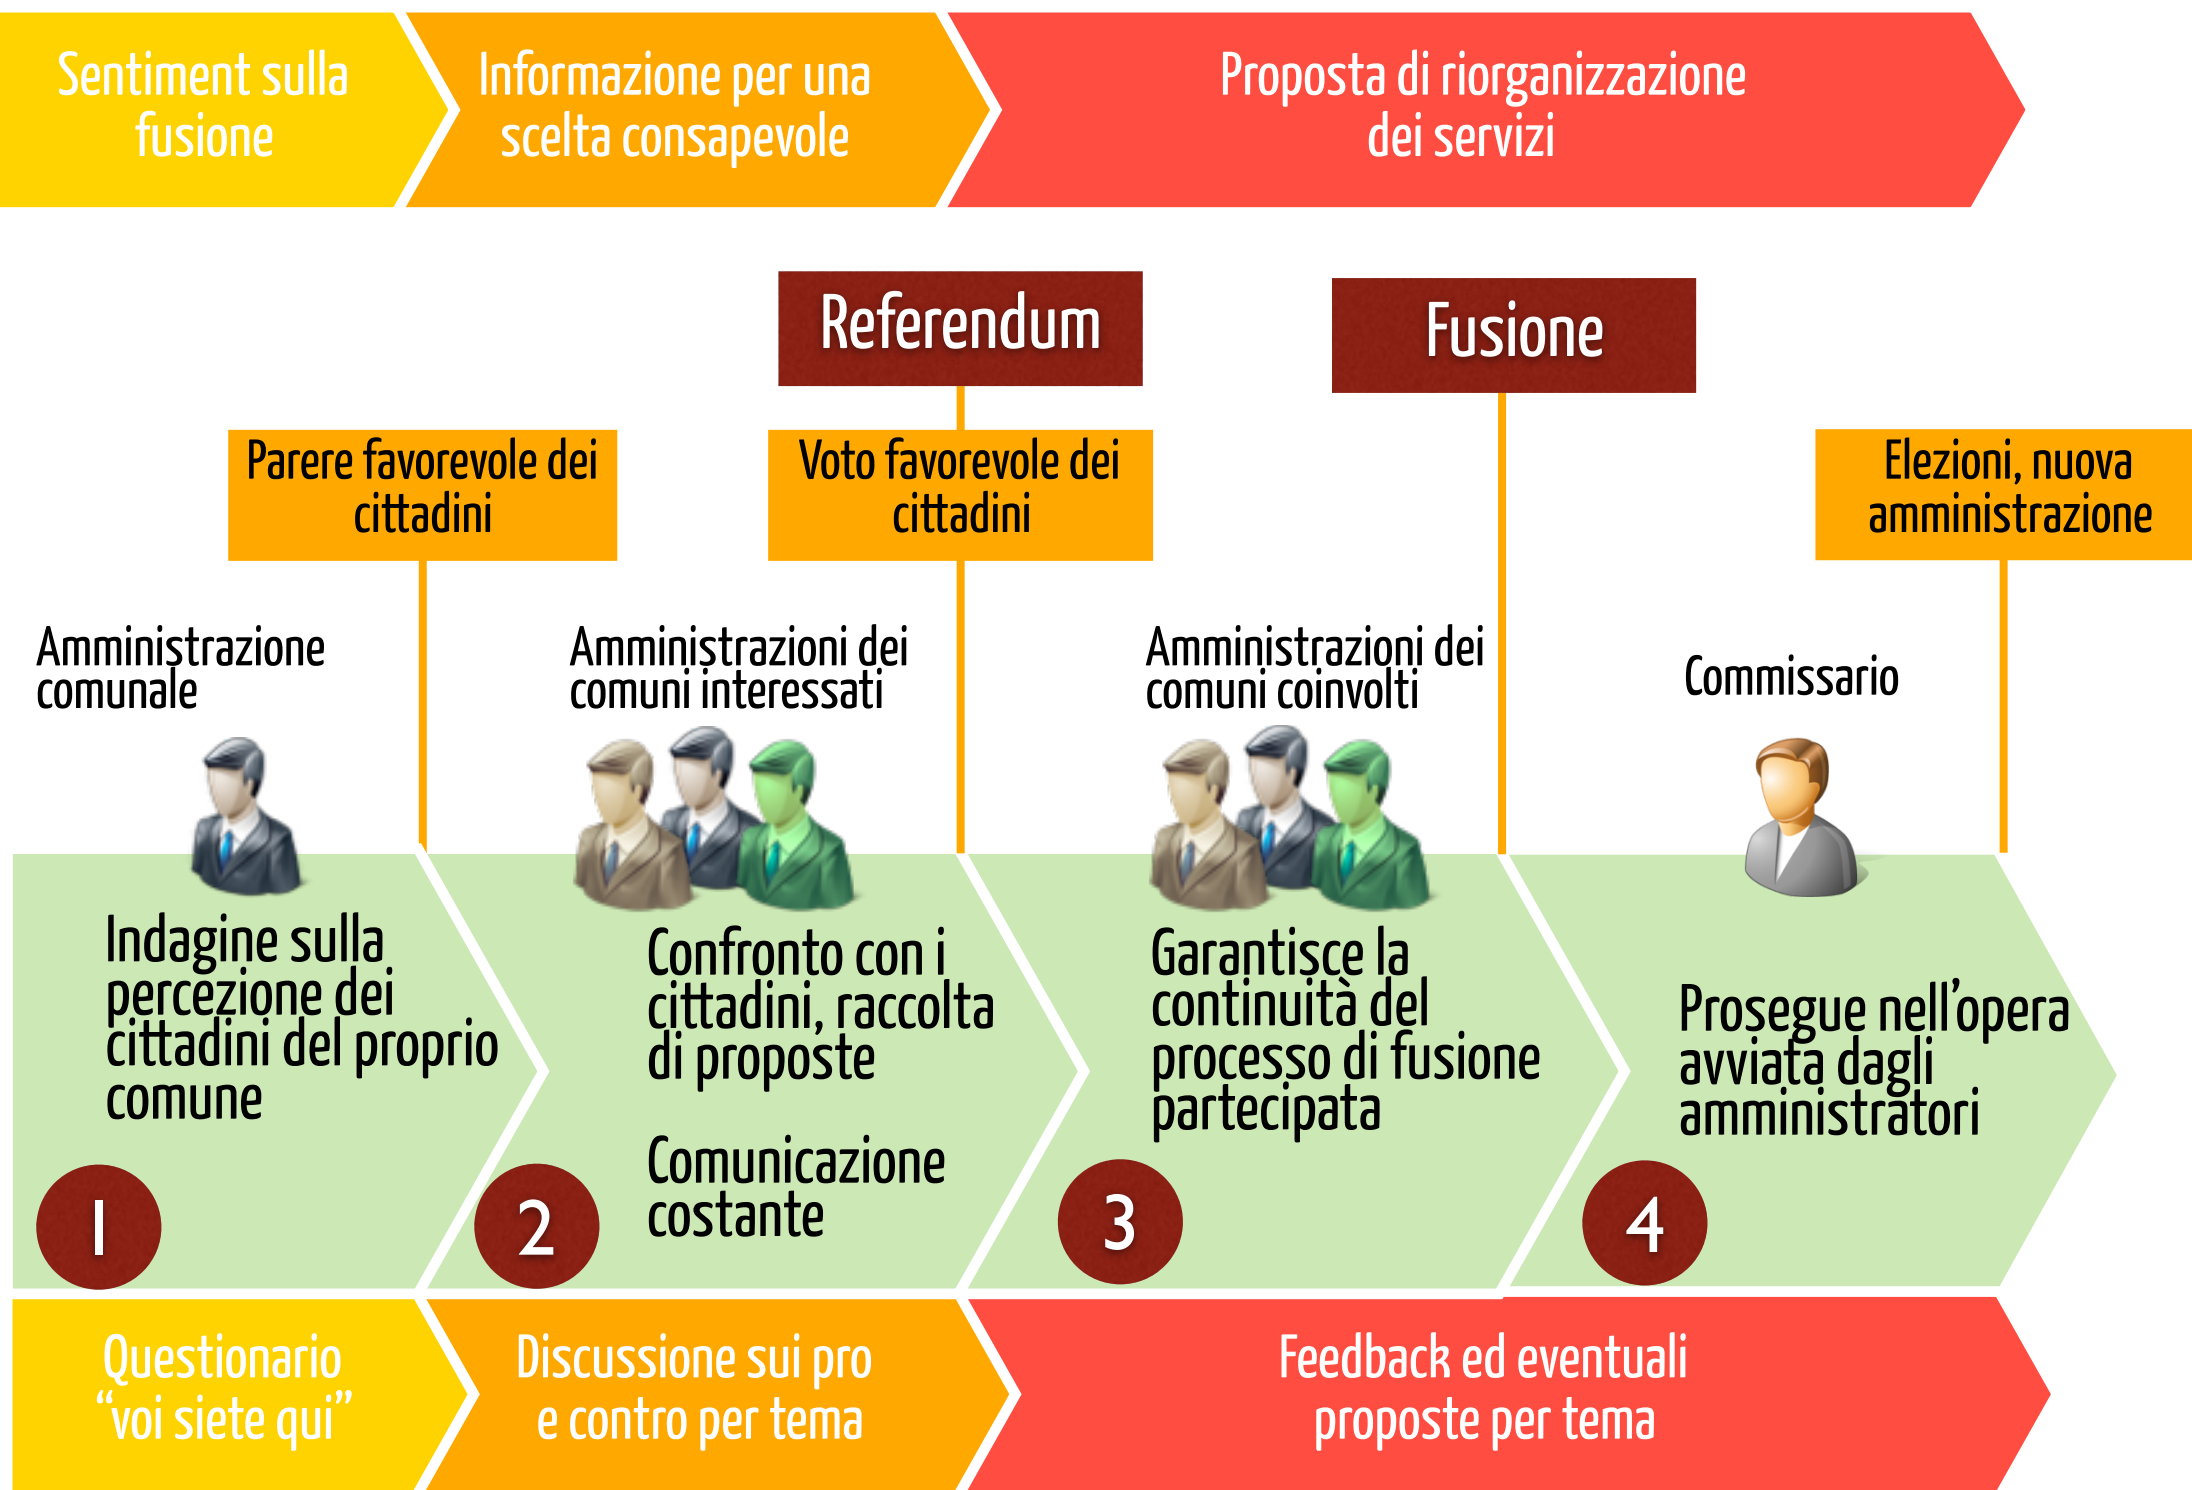 Sentiment sulla
fusione
Informazione per una
scelta consapevole
Proposta di riorganizzazione
dei servizi
Referendum
Fusione
Parere favorevole dei
cittadini
Voto favorevole dei
cittadini
Elezioni, nuova
amministrazione
Amministrazione
comunale
Amministrazioni dei
comuni interessati
Amministrazioni dei
comuni coinvolti
Commissario
Indagine sulla
percezione dei
cittadini del proprio
comune
1
Confronto con i
cittadini, raccolta
di proposte
Comunicazione
costante
2
Garantisce la
continuità del
processo di fusione
partecipata
3
Prosegue nell’opera
avviata dagli
amministratori
4
Questionario
“voi siete qui”
Discussione sui pro
e contro per tema
Feedback ed eventuali
proposte per tema